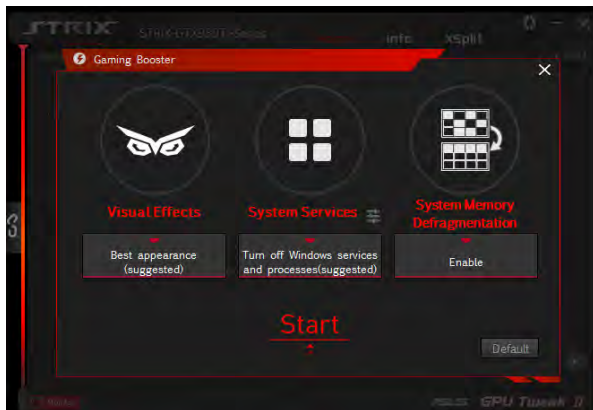 STRIX
Info
XSplit
Gaming Booster
Visual Effects
System Services
System Memory
Defragmentation
Best appearance
(suggested)
Turn off Windows services
and processes(suggested)
Enable
Start
Default
ASUS GPU Tweak II